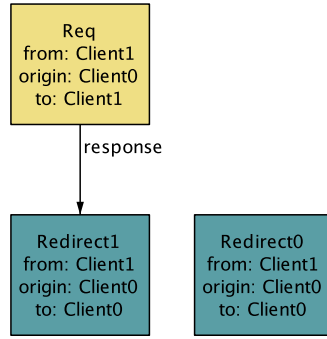 Req
from: Client1
origin: Client0
to: Client1
response
Redirect1
from: Client1
origin: Client0
to: Client0
Redirect0
from: Client1
origin: Client0
to: Client0